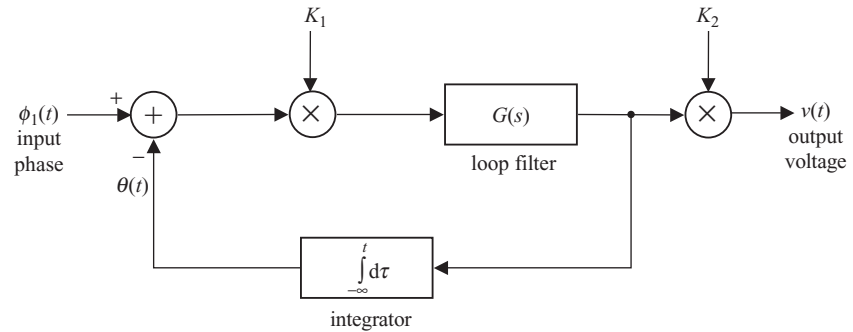 K₁
K₂
ϕ₁(t)
input
phase
+
+
×
G(s)
loop filter
×
v(t)
output
voltage
−
θ(t)
t
∫ dτ
−∞
integrator